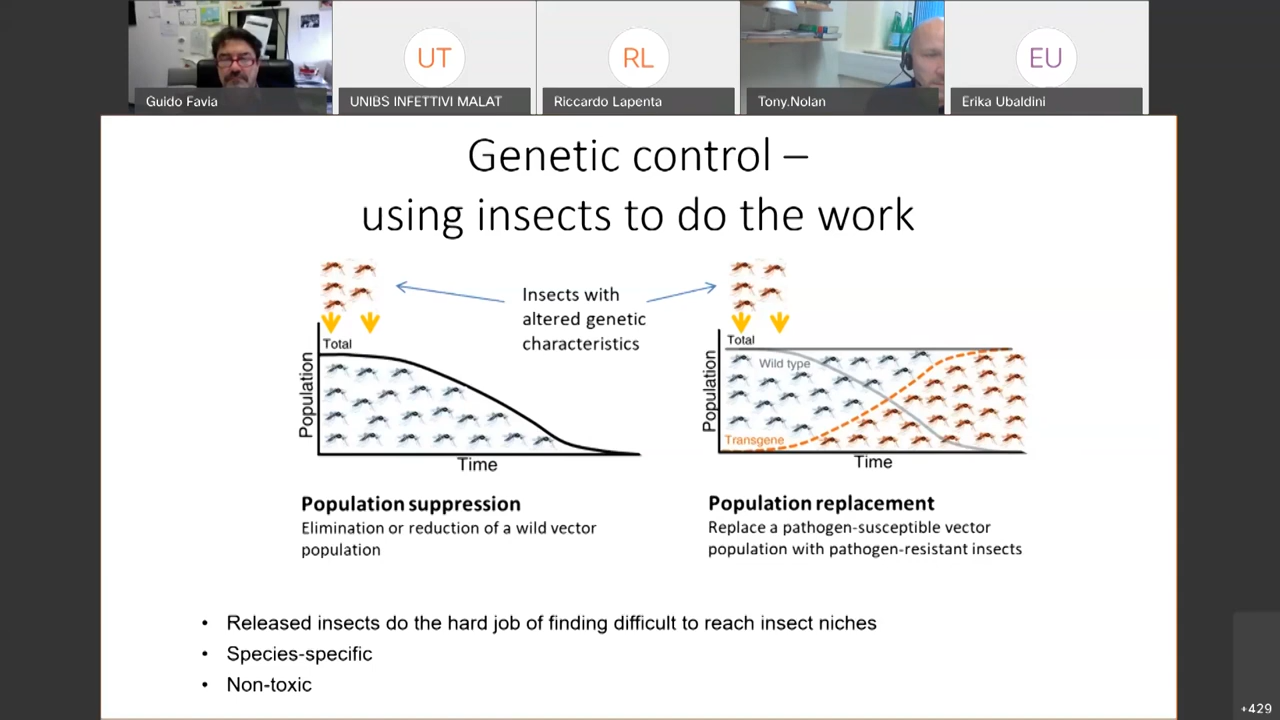 Guido Favia
UT
UNIBS INFETTIVI MALAT
RL
Riccardo Lapenta
Tony.Nolan
EU
Erika Ubaldini
Genetic control –
using insects to do the work
Insects with
altered genetic
characteristics
Total
Population
Time
Total
Wild type
Population
Transgene
Time
Population suppression
Elimination or reduction of a wild vector
population
Population replacement
Replace a pathogen-susceptible vector
population with pathogen-resistant insects
• Released insects do the hard job of finding difficult to reach insect niches
• Species-specific
• Non-toxic
+429